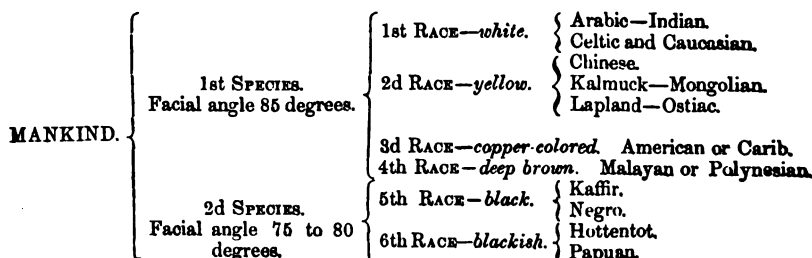 MANKIND.
1st SPECIES.
Facial angle 85 degrees.
1st RACE—white.
Arabic—Indian.
Celtic and Caucasian.
2d RACE—yellow.
Chinese.
Kalmuck—Mongolian.
Lapland—Ostiac.
3d RACE—copper-colored. American or Carib.
4th RACE—deep brown. Malayan or Polynesian.
2d SPECIES.
Facial angle 75 to 80
degrees.
5th RACE—black.
Kaffir.
Negro.
6th RACE—blackish.
Hottentot.
Papuan.